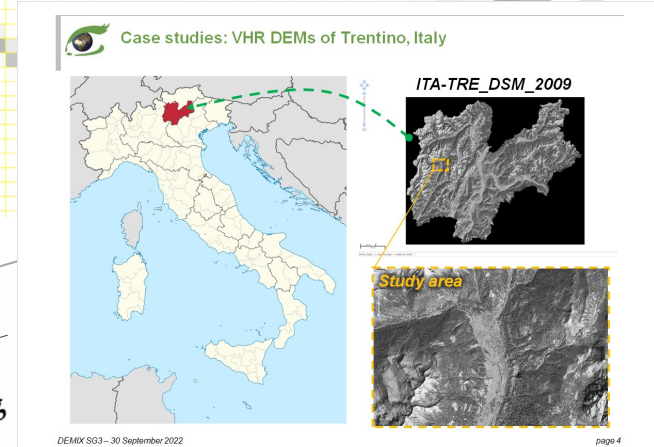 Case studies: VHR DEMs of Trentino, Italy
ITA-TRE_DSM_2009
Study area
DEMIX SG3 – 30 September 2022
page 4